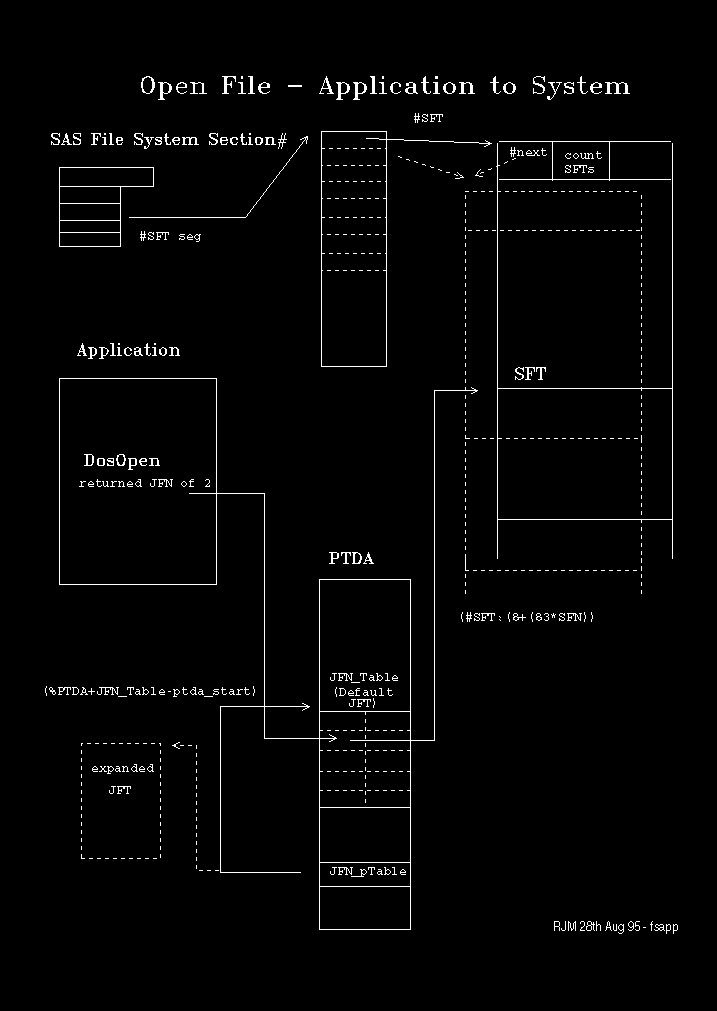 Open File - Application to System
#SFT
SAS File System Section#
#next
count
SFTs
#SFT seg
Application
SFT
DosOpen
returned JFN of 2
PTDA
(#SFT:(8+(83*SFN))
JFN_Table
(Default
JFT)
(%PTDA+JFN_Table-ptda_start)
expanded
JFT
JFN_pTable
RJM 28th Aug 95 - fsapp